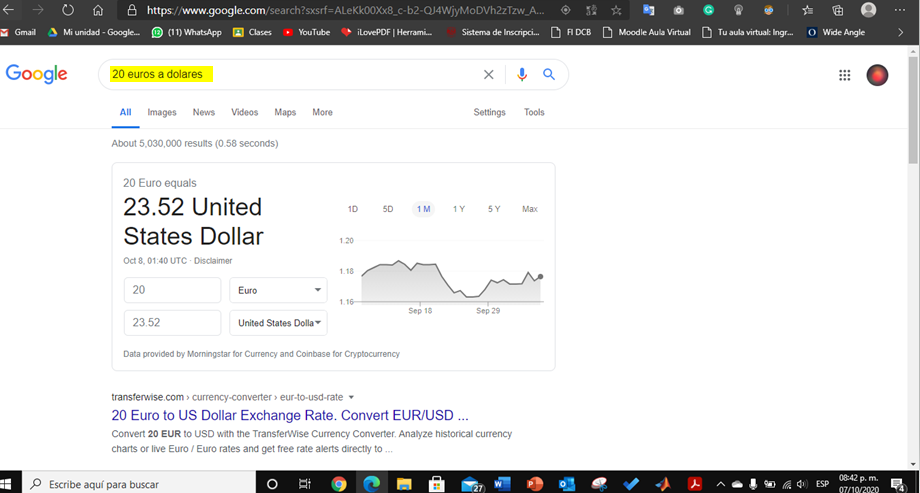 https://www.google.com/search?sxsrf=ALeKk00Xx8_c-b2-QJ4WjyMoDVh2zTzw_A...
Gmail Mi unidad - Google... (11) WhatsApp Clases YouTube iLovePDF | Herrami... Sistema de Inscripci... FI DCB Moodle Aula Virtual Tu aula virtual: Ingr... Wide Angle
Google
20 euros a dolares
All Images News Videos Maps More Settings Tools
About 5,030,000 results (0.58 seconds)
20 Euro equals
23.52 United
States Dollar
Oct 8, 01:40 UTC · Disclaimer
20 Euro
23.52 United States Dolla
1D 5D 1 M 1 Y 5 Y Max
1.20
1.18
1.16
Sep 18 Sep 29
Data provided by Morningstar for Currency and Coinbase for Cryptocurrency
transferwise.com › currency-converter › eur-to-usd-rate
20 Euro to US Dollar Exchange Rate. Convert EUR/USD ...
Convert 20 EUR to USD with the TransferWise Currency Converter. Analyze historical currency
charts or live Euro / Euro rates and get free rate alerts directly to ...
Escribe aquí para buscar
27
ESP
08:42 p. m.
07/10/2020
4